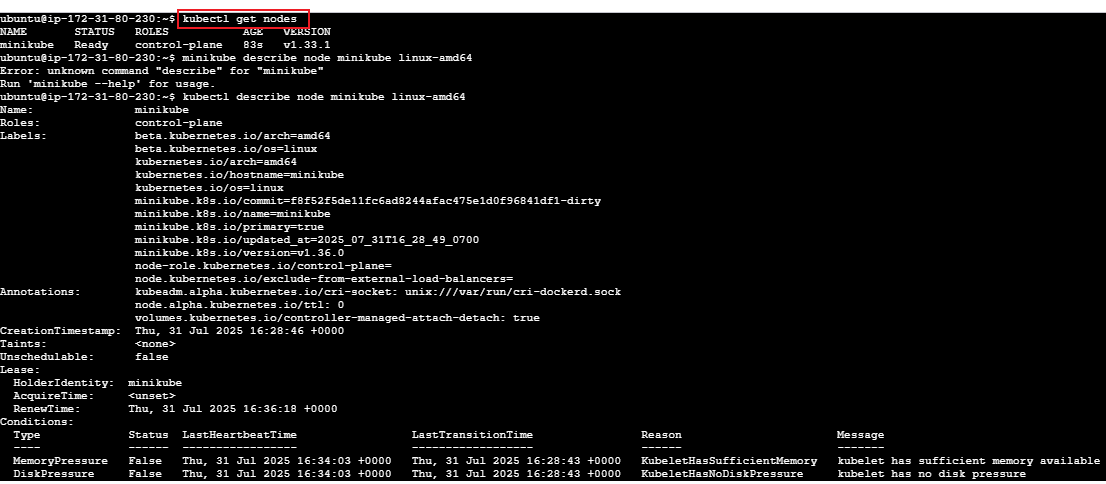 ubuntu@ip-172-31-80-230:~$ kubectl get nodes
NAME       STATUS   ROLES           AGE   VERSION
minikube   Ready    control-plane   83s   v1.33.1
ubuntu@ip-172-31-80-230:~$ minikube describe node minikube linux-amd64
Error: unknown command "describe" for "minikube"
Run 'minikube --help' for usage.
ubuntu@ip-172-31-80-230:~$ kubectl describe node minikube linux-amd64
Name:               minikube
Roles:              control-plane
Labels:             beta.kubernetes.io/arch=amd64
                    beta.kubernetes.io/os=linux
                    kubernetes.io/arch=amd64
                    kubernetes.io/hostname=minikube
                    kubernetes.io/os=linux
                    minikube.k8s.io/commit=f8f52f5de11fc6ad8244afac475e1d0f96841df1-dirty
                    minikube.k8s.io/name=minikube
                    minikube.k8s.io/primary=true
                    minikube.k8s.io/updated_at=2025_07_31T16_28_49_0700
                    minikube.k8s.io/version=v1.36.0
                    node-role.kubernetes.io/control-plane=
                    node.kubernetes.io/exclude-from-external-load-balancers=
Annotations:        kubeadm.alpha.kubernetes.io/cri-socket: unix:///var/run/cri-dockerd.sock
                    node.alpha.kubernetes.io/ttl: 0
                    volumes.kubernetes.io/controller-managed-attach-detach: true
CreationTimestamp:  Thu, 31 Jul 2025 16:28:46 +0000
Taints:             <none>
Unschedulable:      false
Lease:
  HolderIdentity:  minikube
  AcquireTime:     <unset>
  RenewTime:       Thu, 31 Jul 2025 16:36:18 +0000
Conditions:
  Type             Status  LastHeartbeatTime                 LastTransitionTime                Reason                       Message
  ----             ------  -----------------                 ------------------                ------                       -------
  MemoryPressure   False   Thu, 31 Jul 2025 16:34:03 +0000   Thu, 31 Jul 2025 16:28:43 +0000   KubeletHasSufficientMemory   kubelet has sufficient memory available
  DiskPressure     False   Thu, 31 Jul 2025 16:34:03 +0000   Thu, 31 Jul 2025 16:28:43 +0000   KubeletHasNoDiskPressure     kubelet has no disk pressure